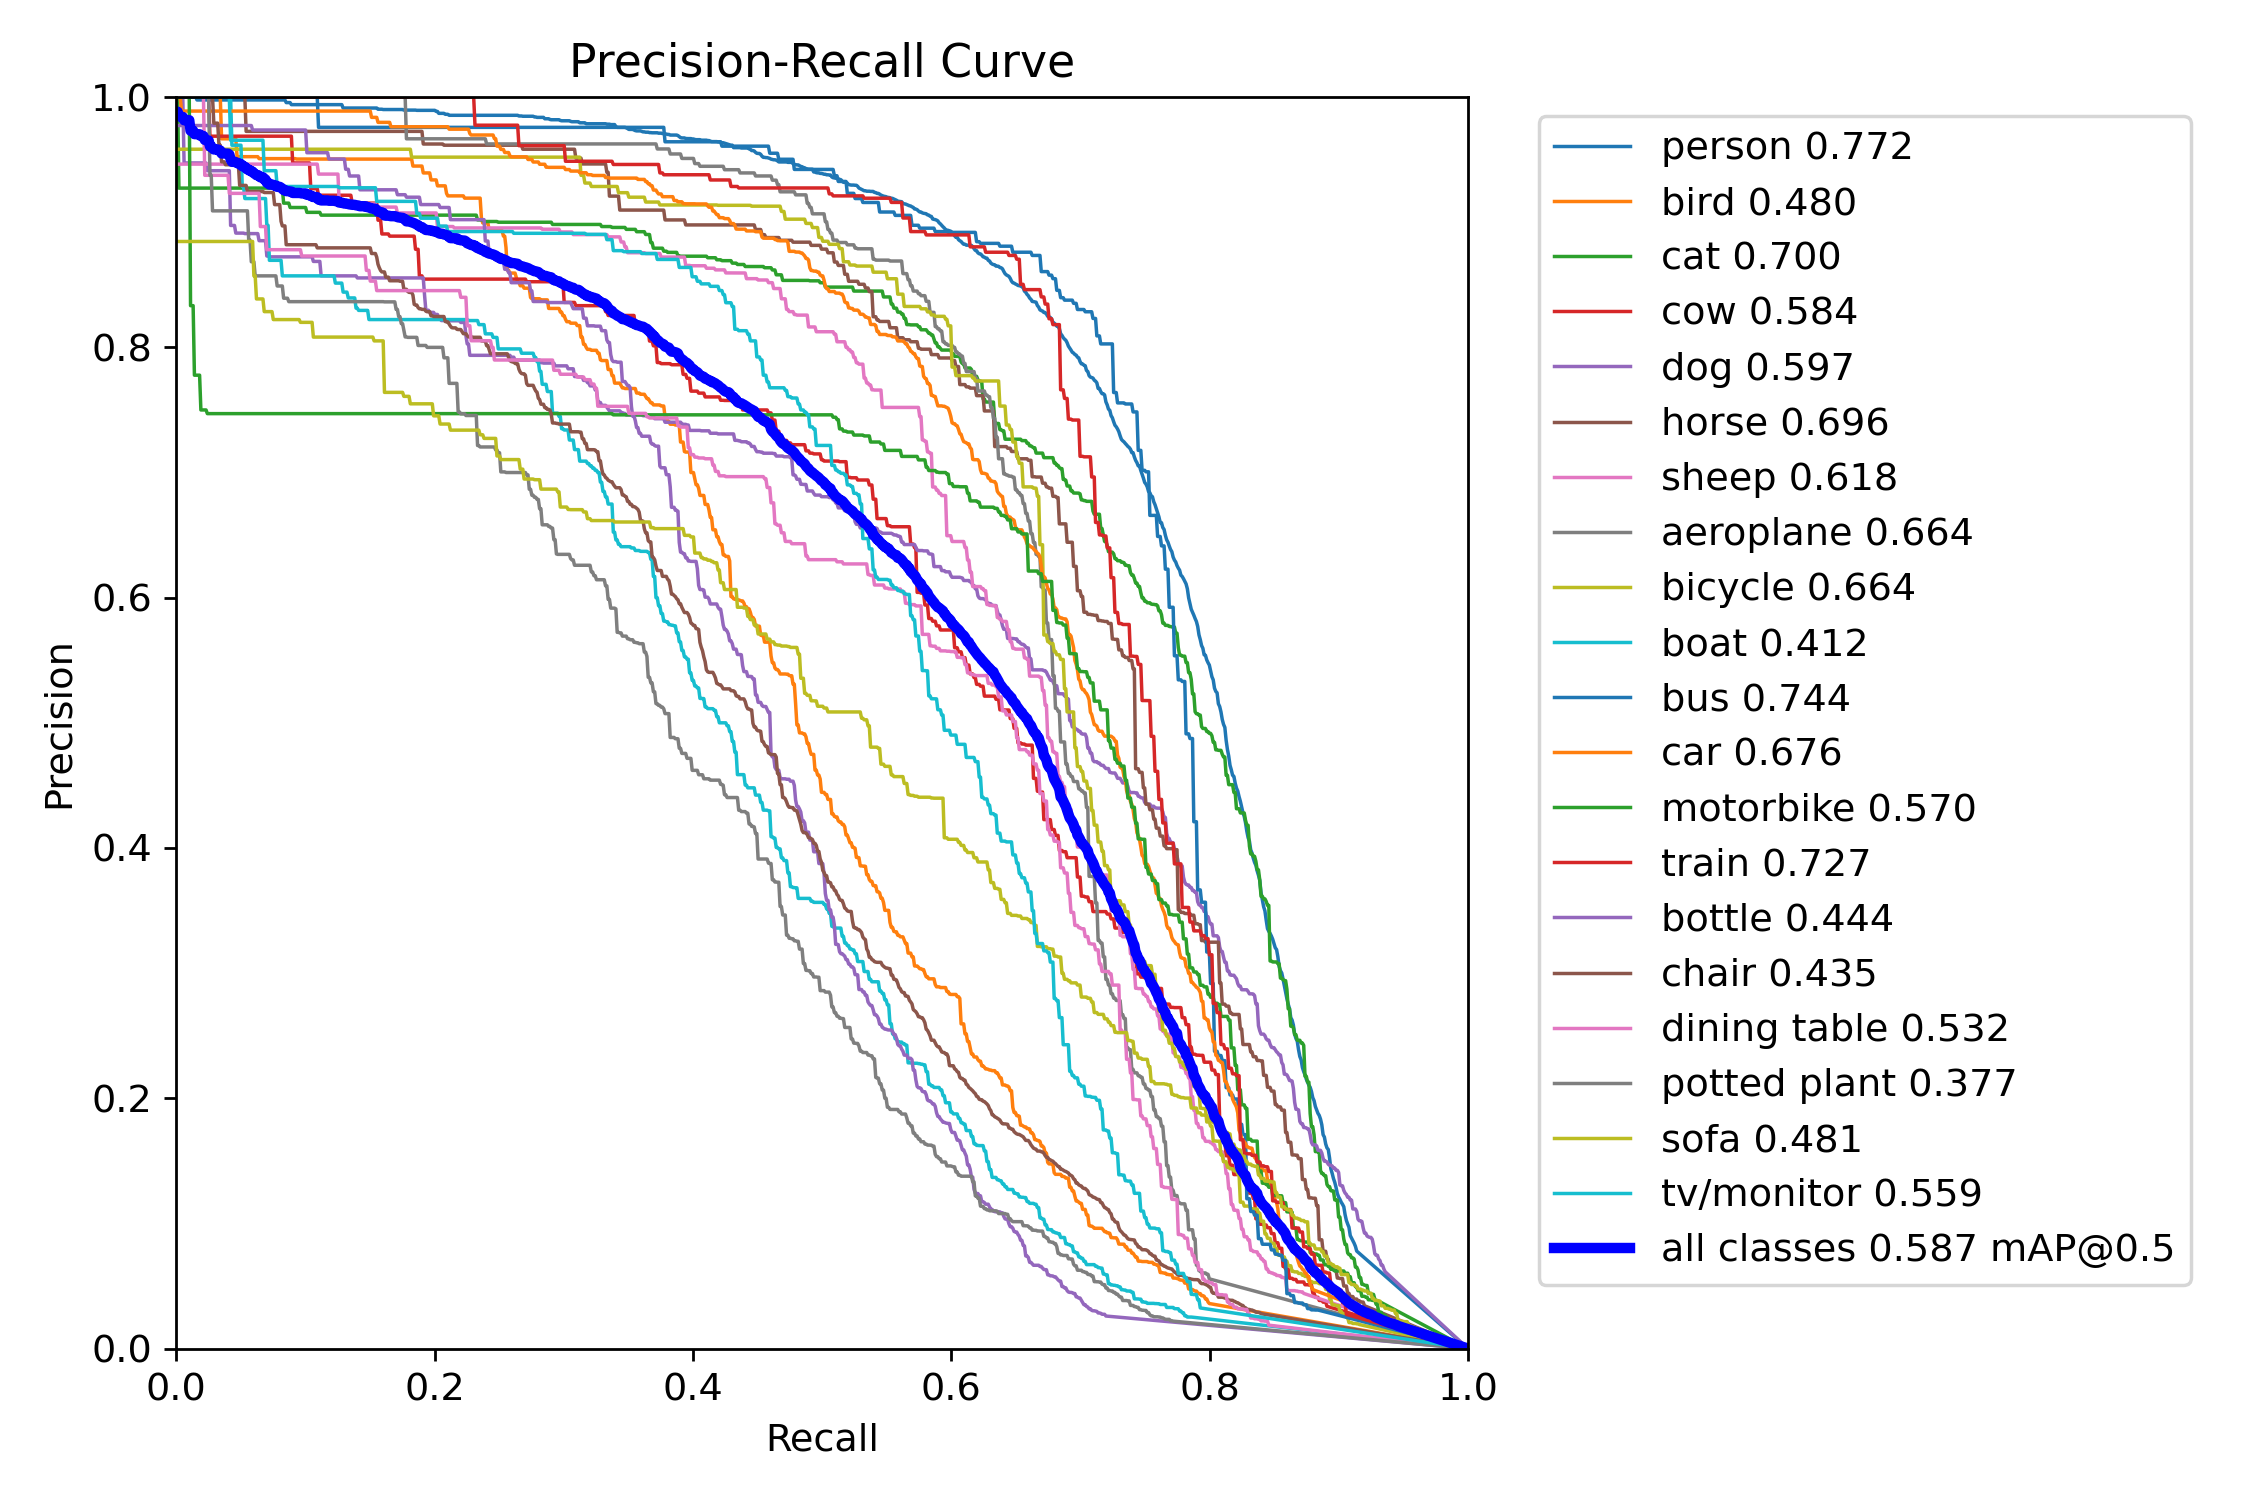 Precision-Recall Curve
1.0
0.8
0.6
0.4
0.2
0.0
Precision
0.0 0.2 0.4 0.6 0.8 1.0
Recall
person 0.772
bird 0.480
cat 0.700
cow 0.584
dog 0.597
horse 0.696
sheep 0.618
aeroplane 0.664
bicycle 0.664
boat 0.412
bus 0.744
car 0.676
motorbike 0.570
train 0.727
bottle 0.444
chair 0.435
dining table 0.532
potted plant 0.377
sofa 0.481
tv/monitor 0.559
all classes 0.587 mAP@0.5